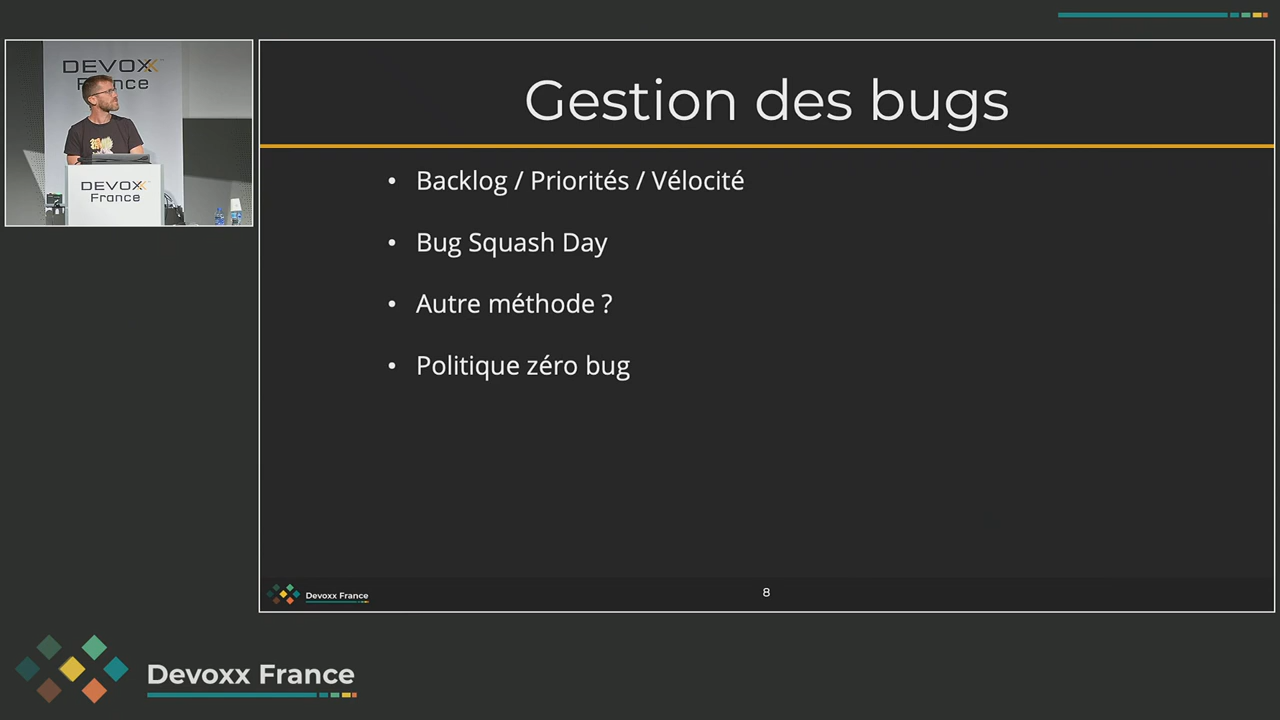 DEVOXX
France
DEVOXX
France
Gestion des bugs
• Backlog / Priorités / Vélocité
• Bug Squash Day
• Autre méthode ?
• Politique zéro bug
Devoxx France
8
Devoxx France